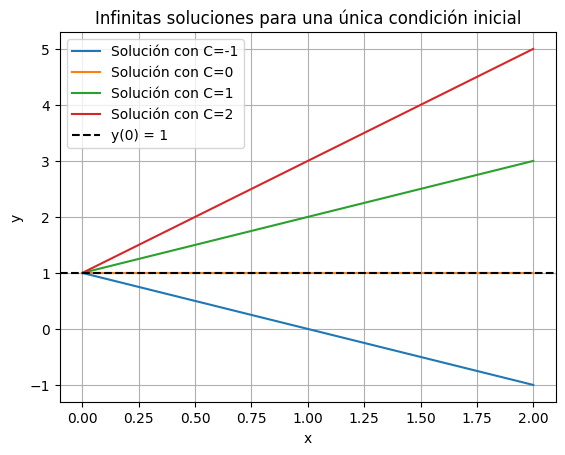 Infinitas soluciones para una única condición inicial
Solución con C=-1
Solución con C=0
Solución con C=1
Solución con C=2
y(0) = 1
5
4
3
2
1
0
−1
y
0.00 0.25 0.50 0.75 1.00 1.25 1.50 1.75 2.00
x